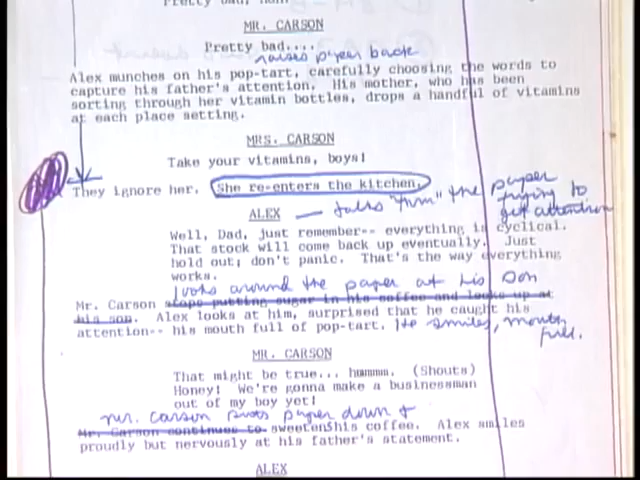 Pretty bad, hon.
MR. CARSON
Pretty bad....
raises paper back
Alex munches on his pop-tart, carefully choosing the words to
capture his father's attention. His mother, who has been
sorting through her vitamin bottles, drops a handful of vitamins
at each place setting.
MRS. CARSON
Take your vitamins, boys!
They ignore her. She re-enters the kitchen.
ALEX — talks "thru" the paper
trying to
get attention
Well, Dad, just remember-- everything is cyclical.
That stock will come back up eventually. Just
hold out; don't panic. That's the way everything
works.
looks around the paper at his son
Mr. Carson stops putting sugar in his coffee and looks up at
his son. Alex looks at him, surprised that he caught his
attention-- his mouth full of pop-tart. He smiles, mouth
full.
MR. CARSON
That might be true... hummm. (Shouts)
Honey! We're gonna make a businessman
out of my boy yet!
mr. Carson puts paper down &
Mr. Carson continues to sweetens his coffee. Alex smiles
proudly but nervously at his father's statement.
ALEX